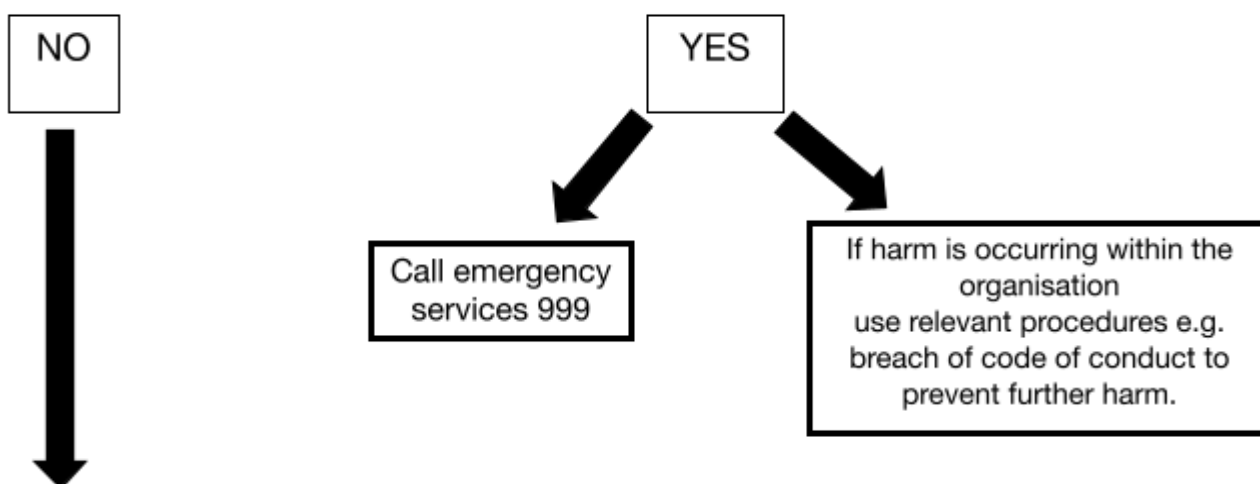 NO
YES
Call emergency
services 999
If harm is occurring within the
organisation
use relevant procedures e.g.
breach of code of conduct to
prevent further harm.